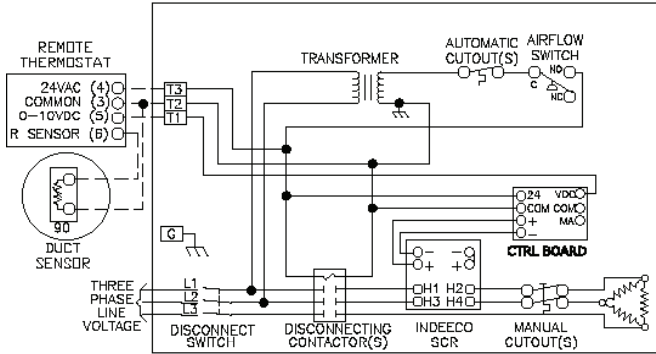 REMOTE
THERMOSTAT
24VAC (4)
COMMON (3)
0-10VDC (5)
R SENSOR (6)
T3
T2
T1
TRANSFORMER
AUTOMATIC
CUTOUT(S)
AIRFLOW
SWITCH
NO
C
NC
90
DUCT
SENSOR
G
24 VDC
COM COM
+ MA
-
CTRL BOARD
- -
+ +
H1 H2
H3 H4
THREE
PHASE
LINE
VOLTAGE
L1
L2
L3
DISCONNECT
SWITCH
DISCONNECTING
CONTACTOR(S)
INDEECO
SCR
MANUAL
CUTOUT(S)